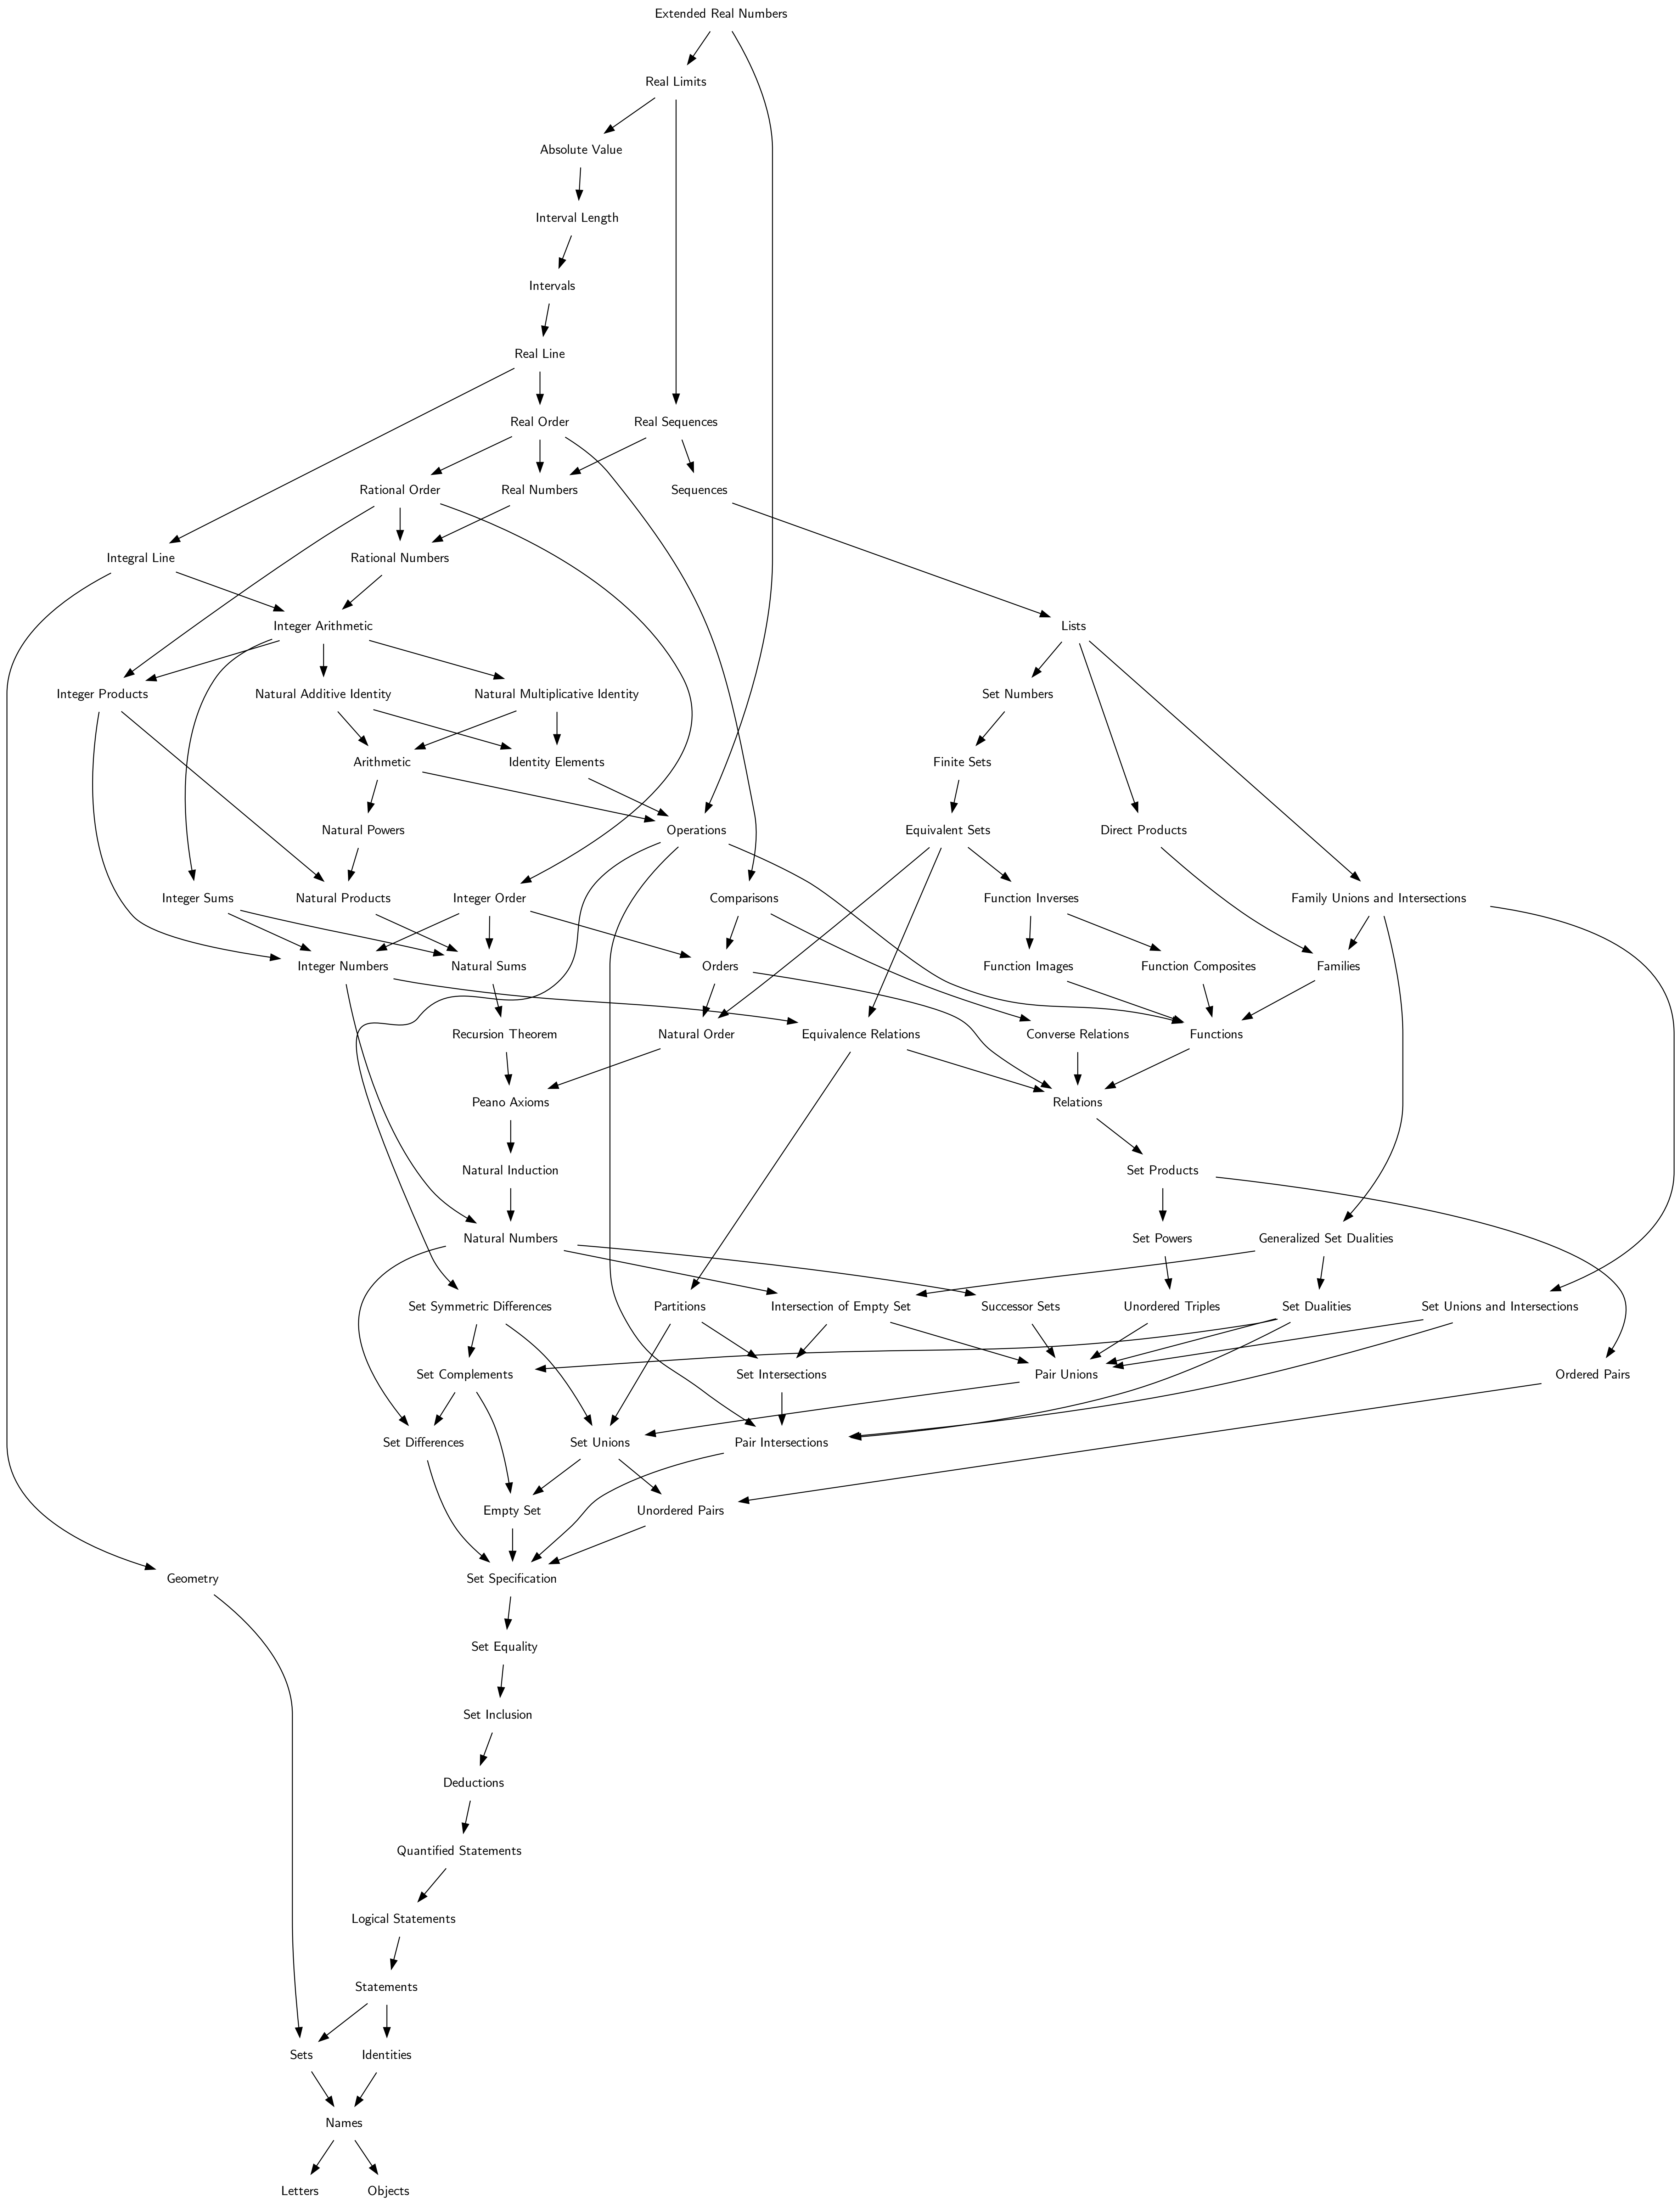 Extended Real Numbers
Real Limits
Absolute Value
Interval Length
Intervals
Real Line
Real Order
Real Sequences
Rational Order
Real Numbers
Sequences
Integral Line
Rational Numbers
Integer Arithmetic
Lists
Integer Products
Natural Additive Identity
Natural Multiplicative Identity
Set Numbers
Arithmetic
Identity Elements
Finite Sets
Natural Powers
Operations
Equivalent Sets
Direct Products
Integer Sums
Natural Products
Integer Order
Comparisons
Function Inverses
Family Unions and Intersections
Integer Numbers
Natural Sums
Orders
Function Images
Function Composites
Families
Recursion Theorem
Natural Order
Equivalence Relations
Converse Relations
Functions
Peano Axioms
Relations
Natural Induction
Set Products
Natural Numbers
Set Powers
Generalized Set Dualities
Set Symmetric Differences
Partitions
Intersection of Empty Set
Successor Sets
Unordered Triples
Set Dualities
Set Unions and Intersections
Set Complements
Set Intersections
Pair Unions
Ordered Pairs
Set Differences
Set Unions
Pair Intersections
Empty Set
Unordered Pairs
Geometry
Set Specification
Set Equality
Set Inclusion
Deductions
Quantified Statements
Logical Statements
Statements
Sets
Identities
Names
Letters
Objects